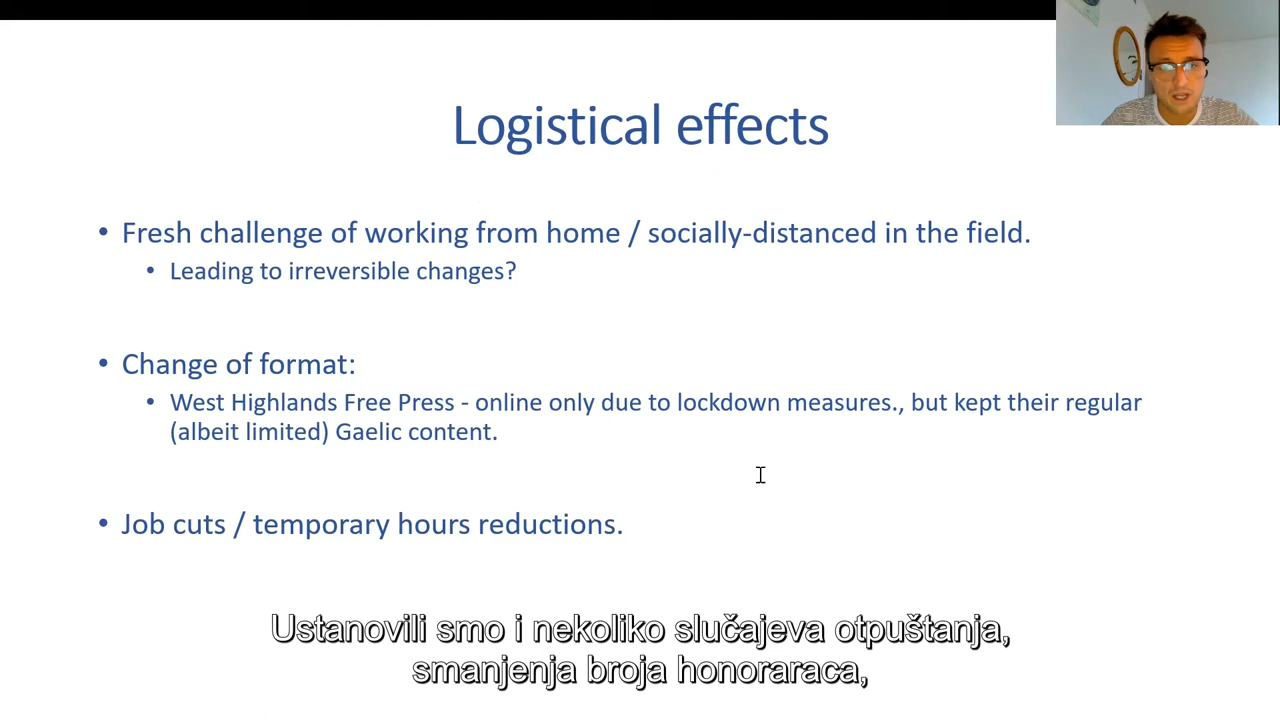 Logistical effects
• Fresh challenge of working from home / socially-distanced in the field.
• Leading to irreversible changes?
• Change of format:
• West Highlands Free Press - online only due to lockdown measures., but kept their regular
(albeit limited) Gaelic content.
• Job cuts / temporary hours reductions.
Ustanovili smo i nekoliko slučajeva otpuštanja,
smanjenja broja honoraraca,